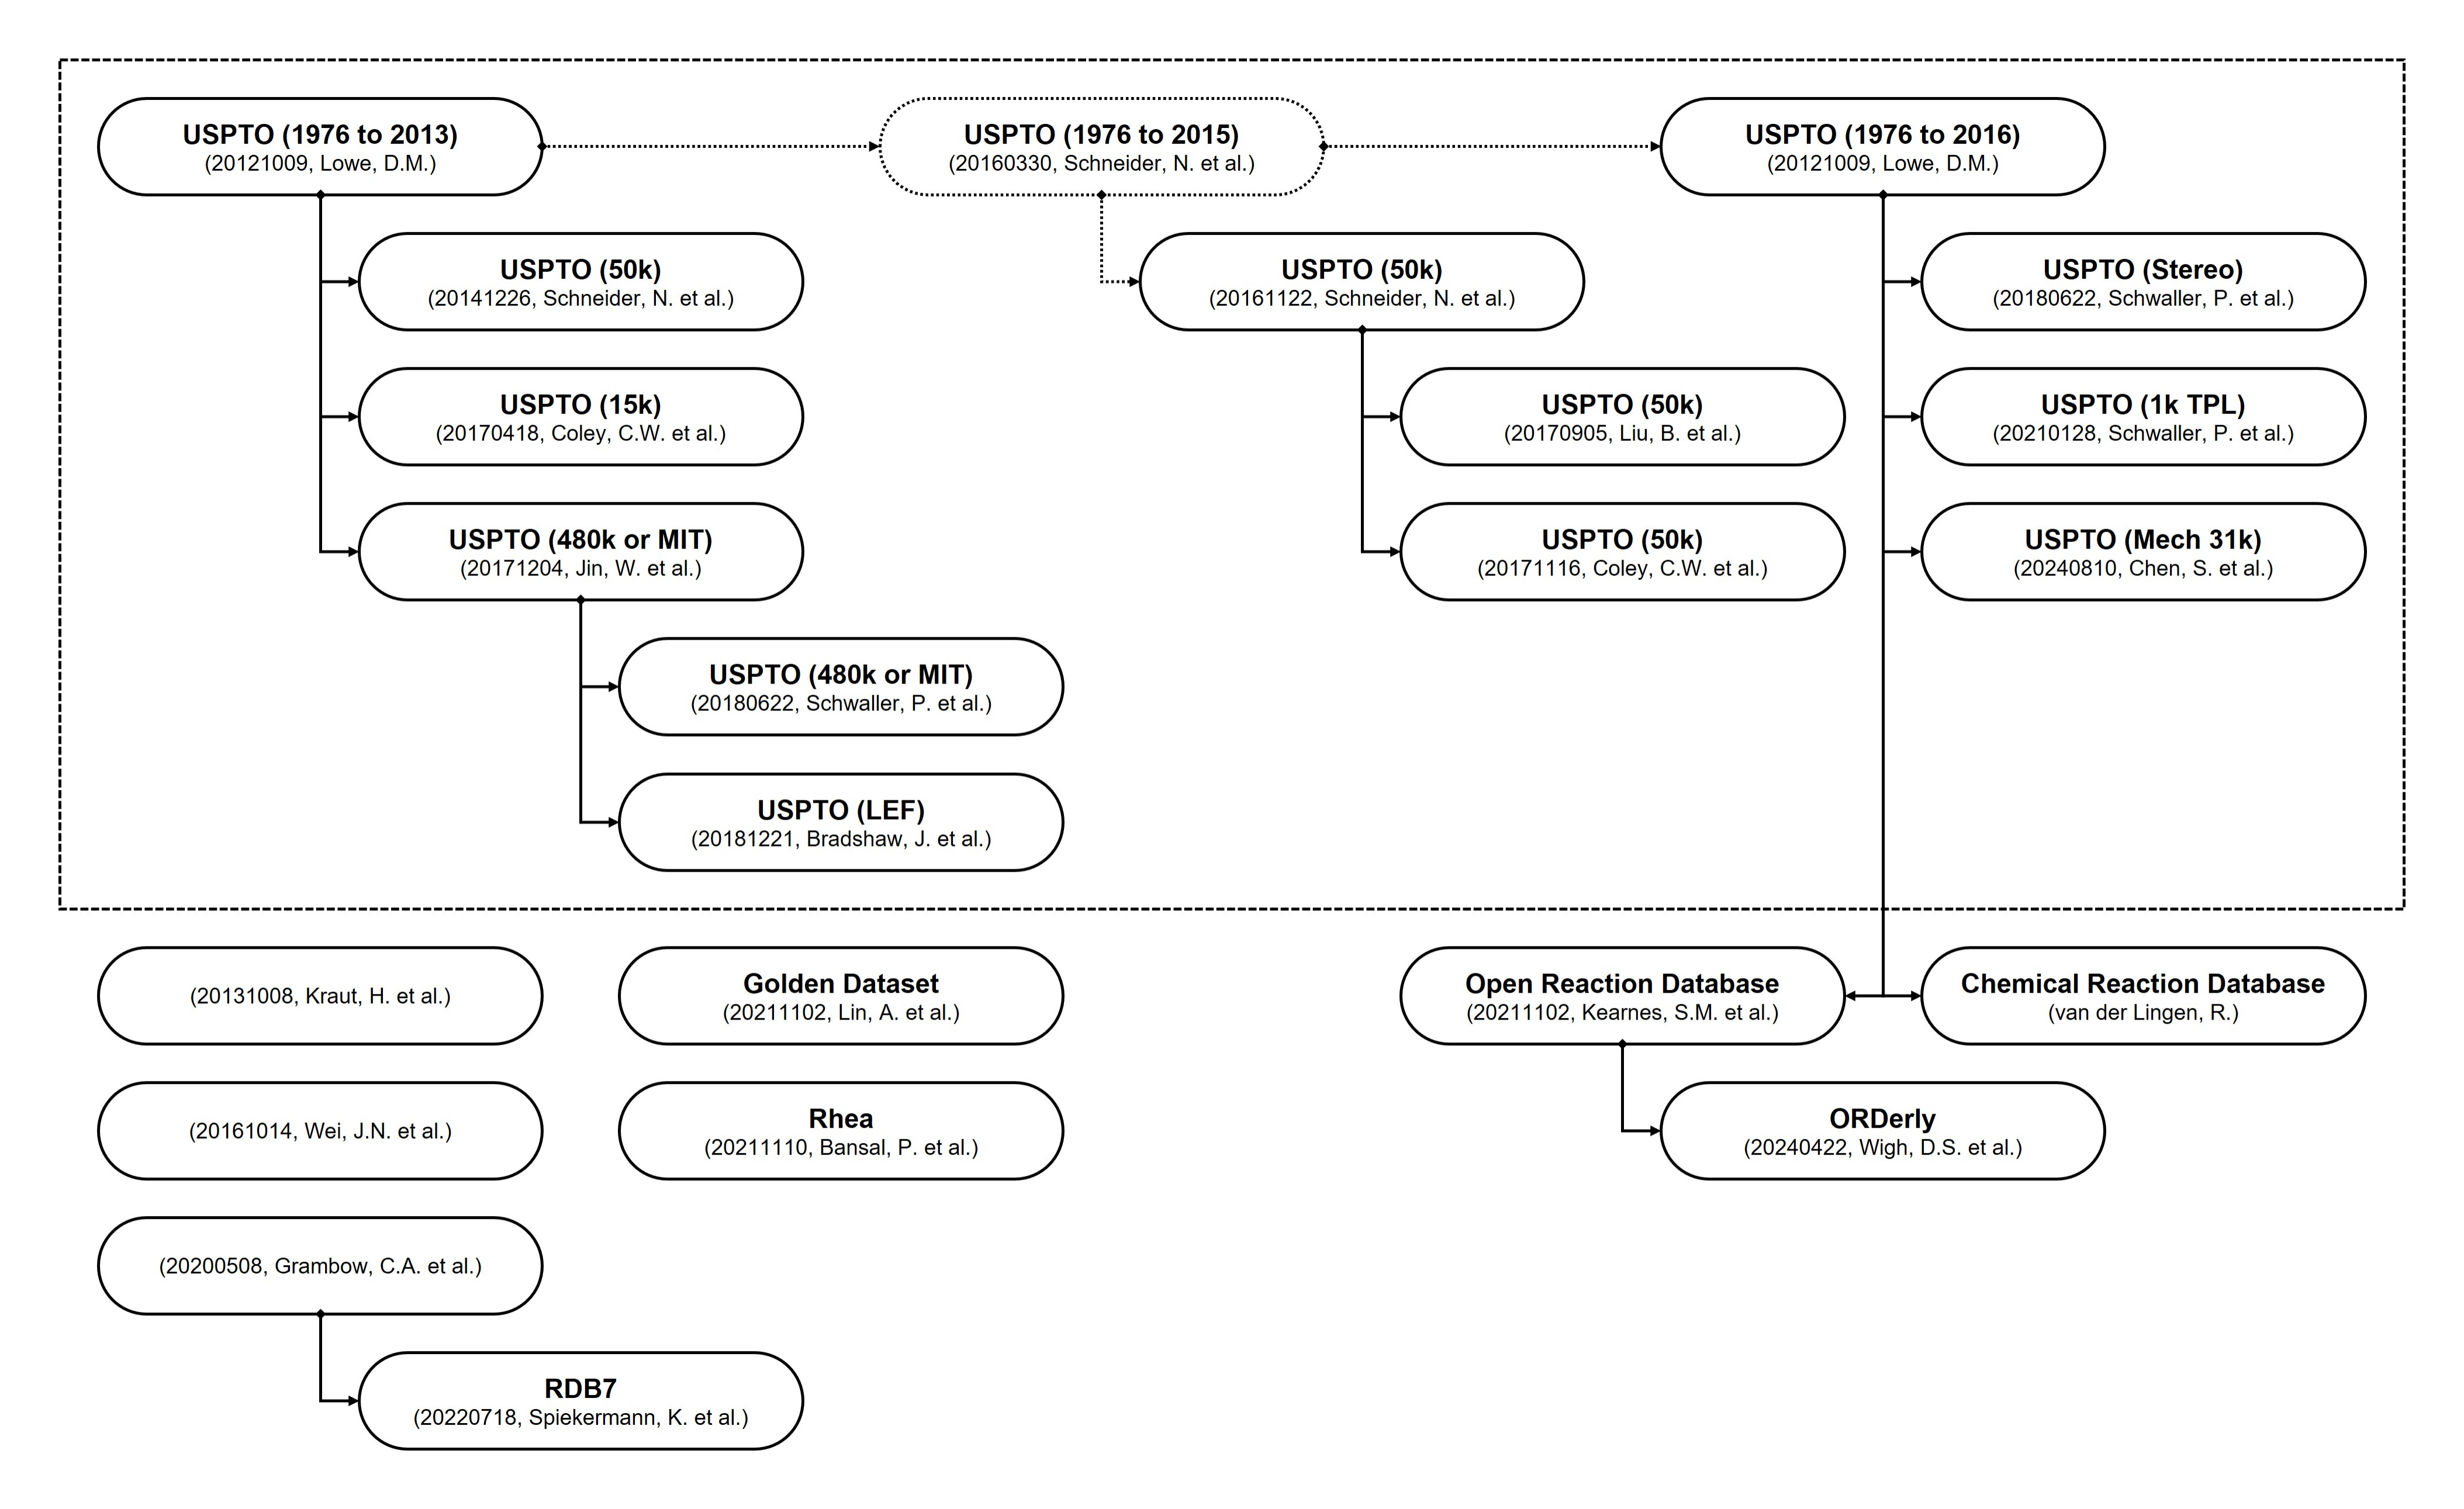 USPTO (1976 to 2013)
(20121009, Lowe, D.M.)
USPTO (1976 to 2015)
(20160330, Schneider, N. et al.)
USPTO (1976 to 2016)
(20121009, Lowe, D.M.)
USPTO (50k)
(20141226, Schneider, N. et al.)
USPTO (50k)
(20161122, Schneider, N. et al.)
USPTO (Stereo)
(20180622, Schwaller, P. et al.)
USPTO (15k)
(20170418, Coley, C.W. et al.)
USPTO (50k)
(20170905, Liu, B. et al.)
USPTO (1k TPL)
(20210128, Schwaller, P. et al.)
USPTO (480k or MIT)
(20171204, Jin, W. et al.)
USPTO (50k)
(20171116, Coley, C.W. et al.)
USPTO (Mech 31k)
(20240810, Chen, S. et al.)
USPTO (480k or MIT)
(20180622, Schwaller, P. et al.)
USPTO (LEF)
(20181221, Bradshaw, J. et al.)
(20131008, Kraut, H. et al.)
Golden Dataset
(20211102, Lin, A. et al.)
Open Reaction Database
(20211102, Kearnes, S.M. et al.)
Chemical Reaction Database
(van der Lingen, R.)
(20161014, Wei, J.N. et al.)
Rhea
(20211110, Bansal, P. et al.)
ORDerly
(20240422, Wigh, D.S. et al.)
(20200508, Grambow, C.A. et al.)
RDB7
(20220718, Spiekermann, K. et al.)